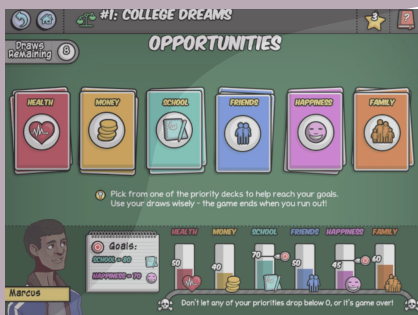 #1: COLLEGE DREAMS
3
?
Draws
Remaining
8
OPPORTUNITIES
HEALTH
MONEY
SCHOOL
FRIENDS
HAPPINESS
FAMILY
Pick from one of the priority decks to help reach your goals.
Use your draws wisely - the game ends when you run out!
HEALTH
MONEY
SCHOOL
FRIENDS
HAPPINESS
FAMILY
Goals:
HAPPINESS = 70
50
40
70
50
45
60
Marcus
Don't let any of your priorities drop below 0, or it's game over!